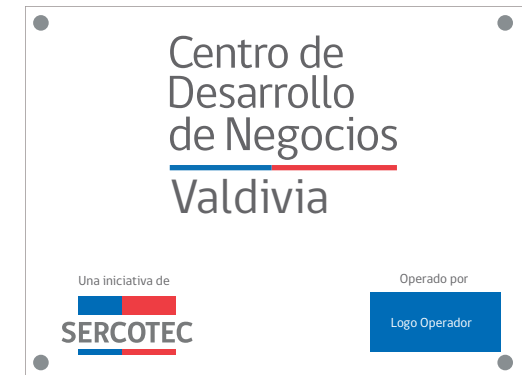 Centro de
Desarrollo
de Negocios
Valdivia
Una iniciativa de
SERCOTEC
Operado por
Logo Operador